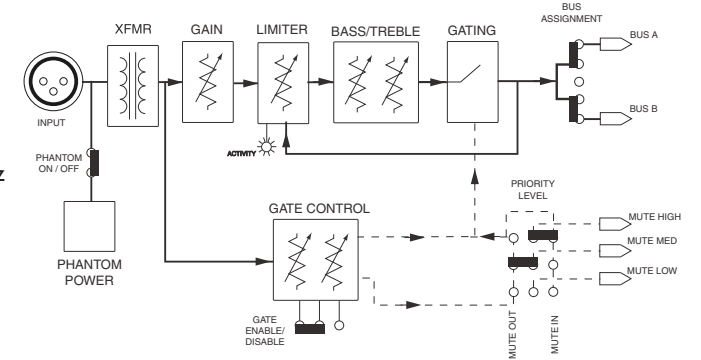 BUS
ASSIGNMENT
XFMR
GAIN
LIMITER
BASS/TREBLE
GATING
BUS A
BUS B
INPUT
ACTIVITY
PHANTOM
ON / OFF
z
PHANTOM
POWER
GATE CONTROL
GATE
ENABLE/
DISABLE
PRIORITY
LEVEL
MUTE HIGH
MUTE MED
MUTE LOW
MUTE OUT
MUTE IN